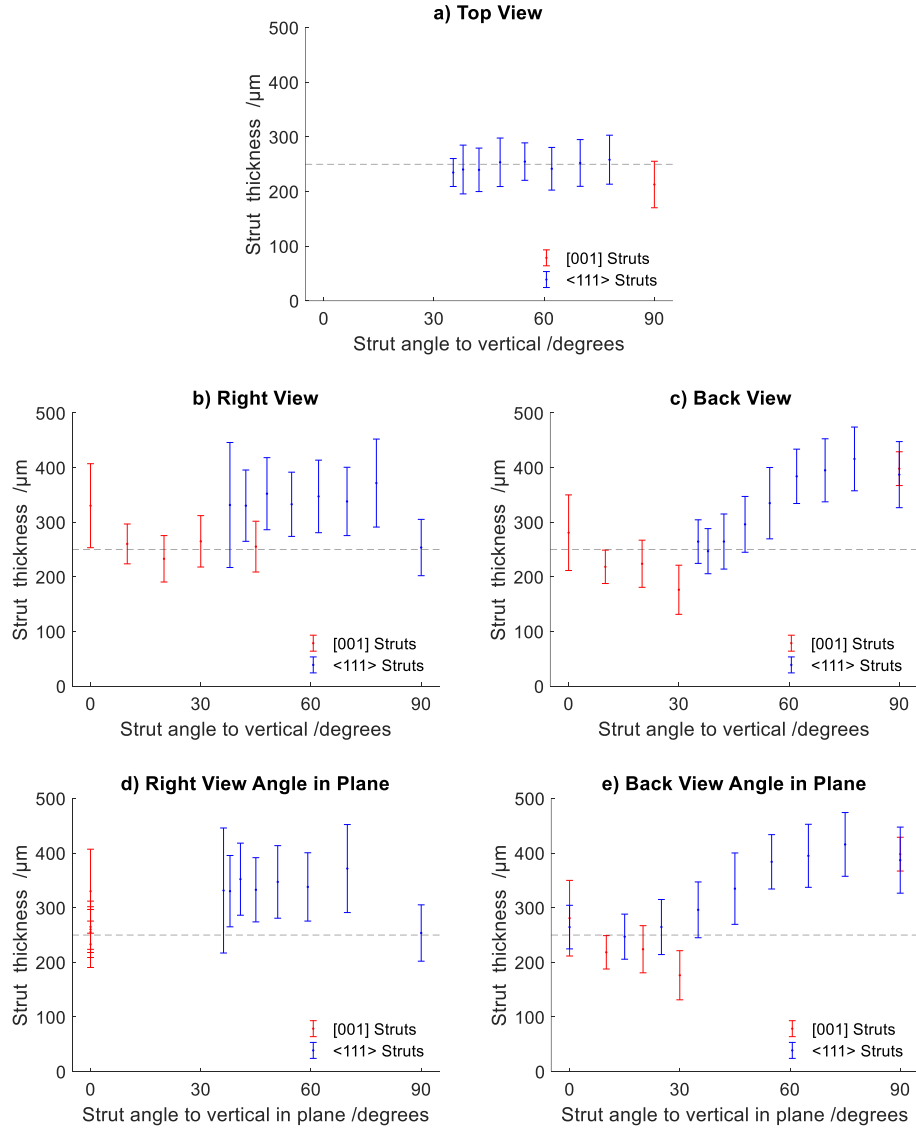 a) Top View
500
400
300
200
100
0
Strut thickness /µm
[001] Struts
<111> Struts
0 30 60 90
Strut angle to vertical /degrees
b) Right View
500
400
300
200
100
0
Strut thickness /µm
[001] Struts
<111> Struts
0 30 60 90
Strut angle to vertical /degrees
c) Back View
500
400
300
200
100
0
Strut thickness /µm
[001] Struts
<111> Struts
0 30 60 90
Strut angle to vertical /degrees
d) Right View Angle in Plane
500
400
300
200
100
0
Strut thickness /µm
[001] Struts
<111> Struts
0 30 60 90
Strut angle to vertical in plane /degrees
e) Back View Angle in Plane
500
400
300
200
100
0
Strut thickness /µm
[001] Struts
<111> Struts
0 30 60 90
Strut angle to vertical in plane /degrees